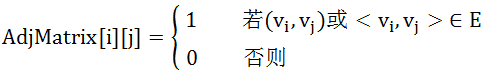 AdjMatrix[i][j] = { 1 若(vᵢ,vⱼ)或 < vᵢ,vⱼ >∈ E
0 否则